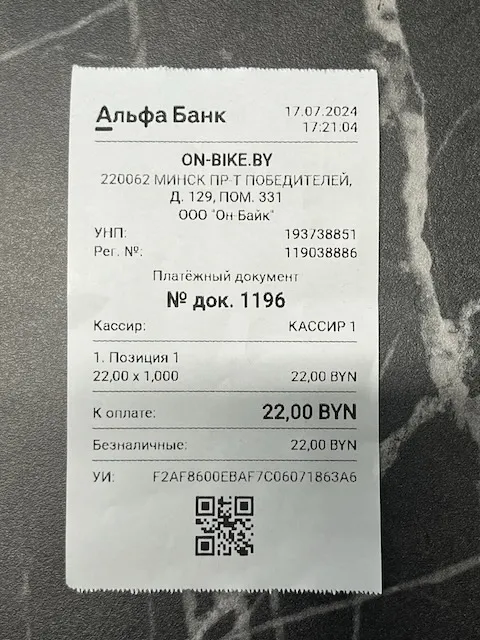 Альфа Банк
17.07.2024
17:21:04
ON-BIKE.BY
220062 МИНСК ПР-Т ПОБЕДИТЕЛЕЙ,
Д. 129, ПОМ. 331
ООО "Он-Байк"
УНП: 193738851
Рег. №: 119038886
Платёжный документ
№ док. 1196
Кассир: КАССИР 1
1. Позиция 1
22,00 x 1,000 22,00 BYN
К оплате: 22,00 BYN
Безналичные: 22,00 BYN
УИ: F2AF8600EBAF7C06071863A6